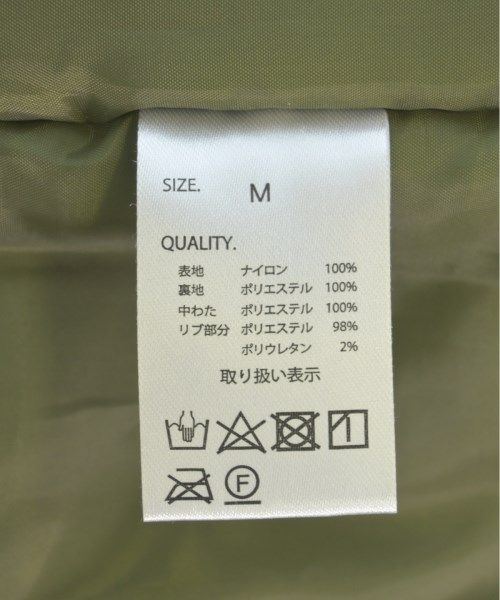 SIZE. M
QUALITY.
表地 ナイロン 100%
裏地 ポリエステル 100%
中わた ポリエステル 100%
リブ部分 ポリエステル 98%
ポリウレタン 2%
取り扱い表示
F